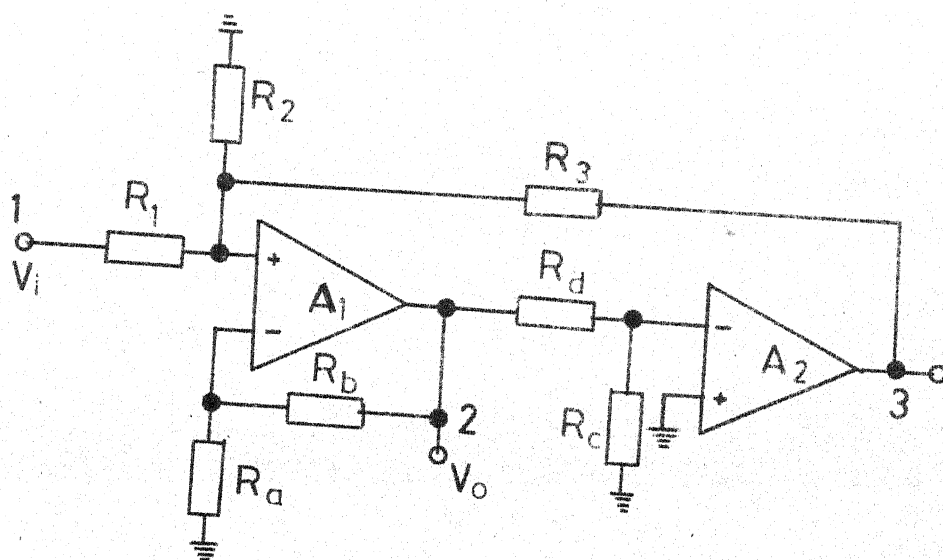 R2
R3
1
R1
Vi
+
A1
−
Rd
−
A2
+
3
Rb
2
Rc
Ra
Vo